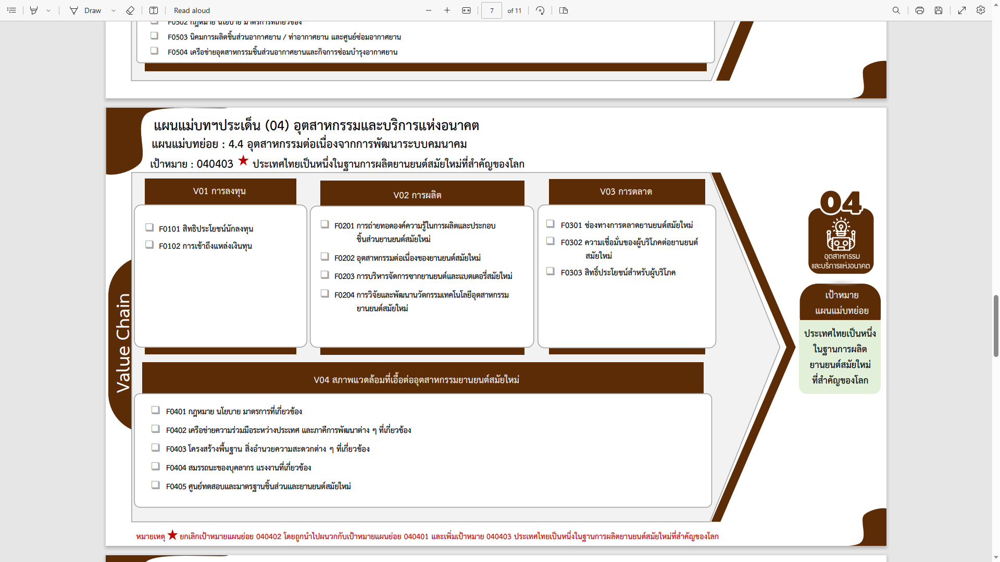 Draw
Read aloud
7
of 11
F0502 กฎหมาย นโยบาย มาตรการที่เกี่ยวข้อง
F0503 นิคมการผลิตชิ้นส่วนอากาศยาน / ท่าอากาศยาน และศูนย์ซ่อมอากาศยาน
F0504 เครือข่ายอุตสาหกรรมชิ้นส่วนอากาศยานและกิจการซ่อมบำรุงอากาศยาน
แผนแม่บทฯประเด็น (04) อุตสาหกรรมและบริการแห่งอนาคต
แผนแม่บทย่อย : 4.4 อุตสาหกรรมต่อเนื่องจากการพัฒนาระบบคมนาคม
เป้าหมาย : 040403 ★ ประเทศไทยเป็นหนึ่งในฐานการผลิตยานยนต์สมัยใหม่ที่สำคัญของโลก
Value Chain
V01 การลงทุน
F0101 สิทธิประโยชน์นักลงทุน
F0102 การเข้าถึงแหล่งเงินทุน
V02 การผลิต
F0201 การถ่ายทอดองค์ความรู้ในการผลิตและประกอบ
ชิ้นส่วนยานยนต์สมัยใหม่
F0202 อุตสาหกรรมต่อเนื่องของยานยนต์สมัยใหม่
F0203 การบริหารจัดการซากยานยนต์และแบตเตอรี่สมัยใหม่
F0204 การวิจัยและพัฒนานวัตกรรมเทคโนโลยีอุตสาหกรรม
ยานยนต์สมัยใหม่
V03 การตลาด
F0301 ช่องทางการตลาดยานยนต์สมัยใหม่
F0302 ความเชื่อมั่นของผู้บริโภคต่อยานยนต์
สมัยใหม่
F0303 สิทธิ์ประโยชน์สำหรับผู้บริโภค
V04 สภาพแวดล้อมที่เอื้อต่ออุตสาหกรรมยานยนต์สมัยใหม่
F0401 กฎหมาย นโยบาย มาตรการที่เกี่ยวข้อง
F0402 เครือข่ายความร่วมมือระหว่างประเทศ และภาคีการพัฒนาต่าง ๆ ที่เกี่ยวข้อง
F0403 โครงสร้างพื้นฐาน สิ่งอำนวยความสะดวกต่าง ๆ ที่เกี่ยวข้อง
F0404 สมรรถนะของบุคลากร แรงงานที่เกี่ยวข้อง
F0405 ศูนย์ทดสอบและมาตรฐานชิ้นส่วนและยานยนต์สมัยใหม่
04
อุตสาหกรรม
และบริการแห่งอนาคต
เป้าหมาย
แผนแม่บทย่อย
ประเทศไทยเป็นหนึ่ง
ในฐานการผลิต
ยานยนต์สมัยใหม่
ที่สำคัญของโลก
หมายเหตุ ★ ยกเลิกเป้าหมายแผนย่อย 040402 โดยถูกนำไปผนวกกับเป้าหมายแผนย่อย 040401 และเพิ่มเป้าหมาย 040403 ประเทศไทยเป็นหนึ่งในฐานการผลิตยานยนต์สมัยใหม่ที่สำคัญของโลก